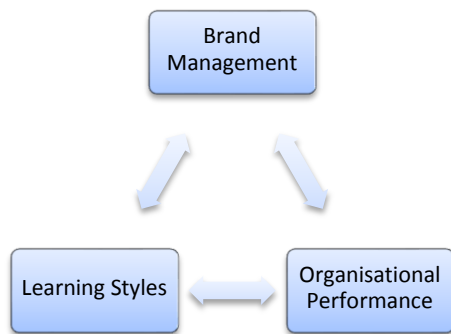 Brand
Management
Learning Styles
Organisational
Performance